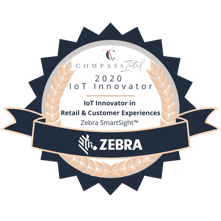 C
COMPASS Intel
2020
IoT Innovator
IoT Innovator in
Retail & Customer Experiences
Zebra SmartSight™
ZEBRA